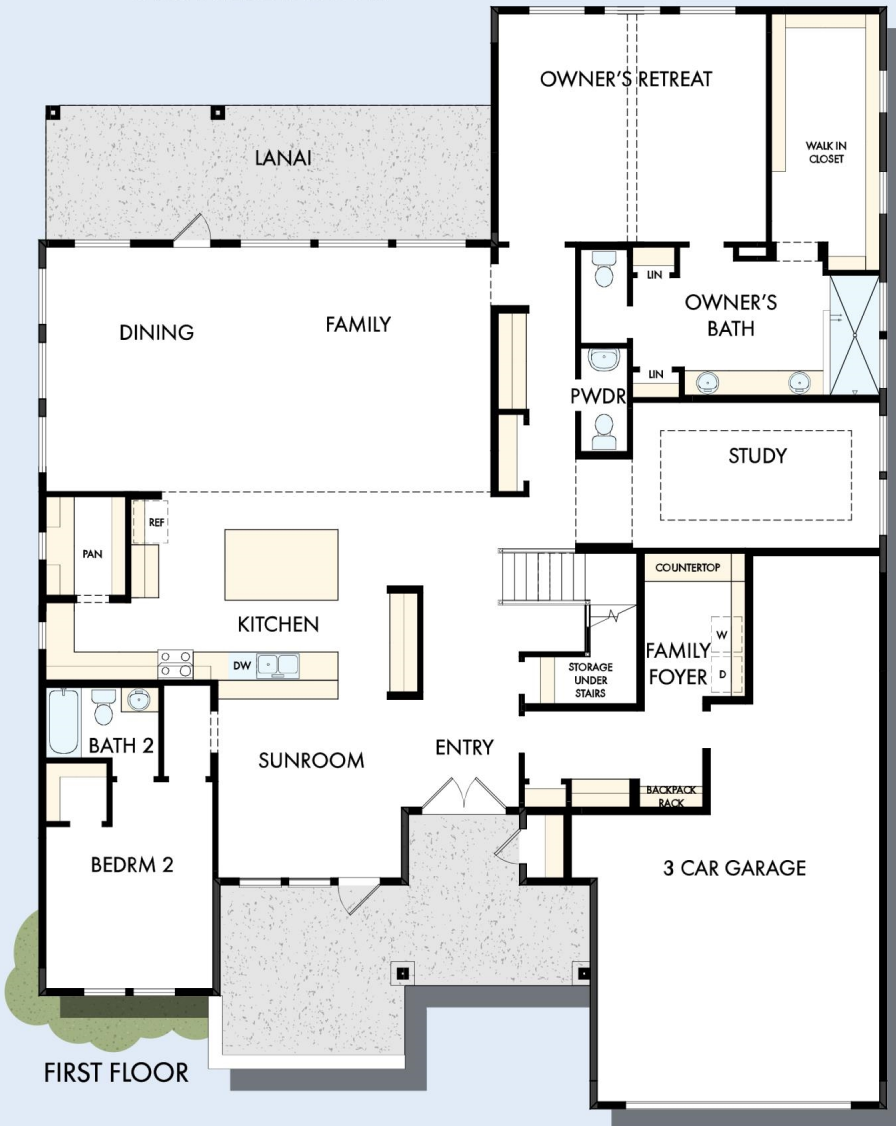 OWNER'S RETREAT
WALK IN
CLOSET
LANAI
LIN
OWNER'S
BATH
DINING
FAMILY
LIN
PWDR
STUDY
REF
PAN
COUNTERTOP
KITCHEN
W
FAMILY
FOYER
DW
D
STORAGE
UNDER
STAIRS
BATH 2
SUNROOM
ENTRY
BACKPACK
RACK
BEDRM 2
3 CAR GARAGE
FIRST FLOOR